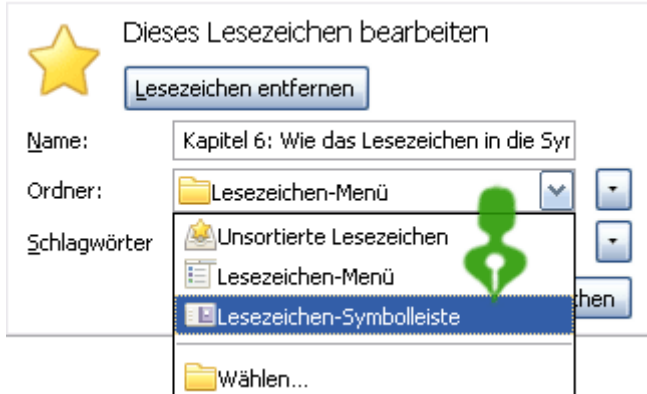 Dieses Lesezeichen bearbeiten
Lesezeichen entfernen
Name: Kapitel 6: Wie das Lesezeichen in die Syr
Ordner: Lesezeichen-Menü
Schlagwörter
Unsortierte Lesezeichen
Lesezeichen-Menü
Lesezeichen-Symbolleiste
Wählen...